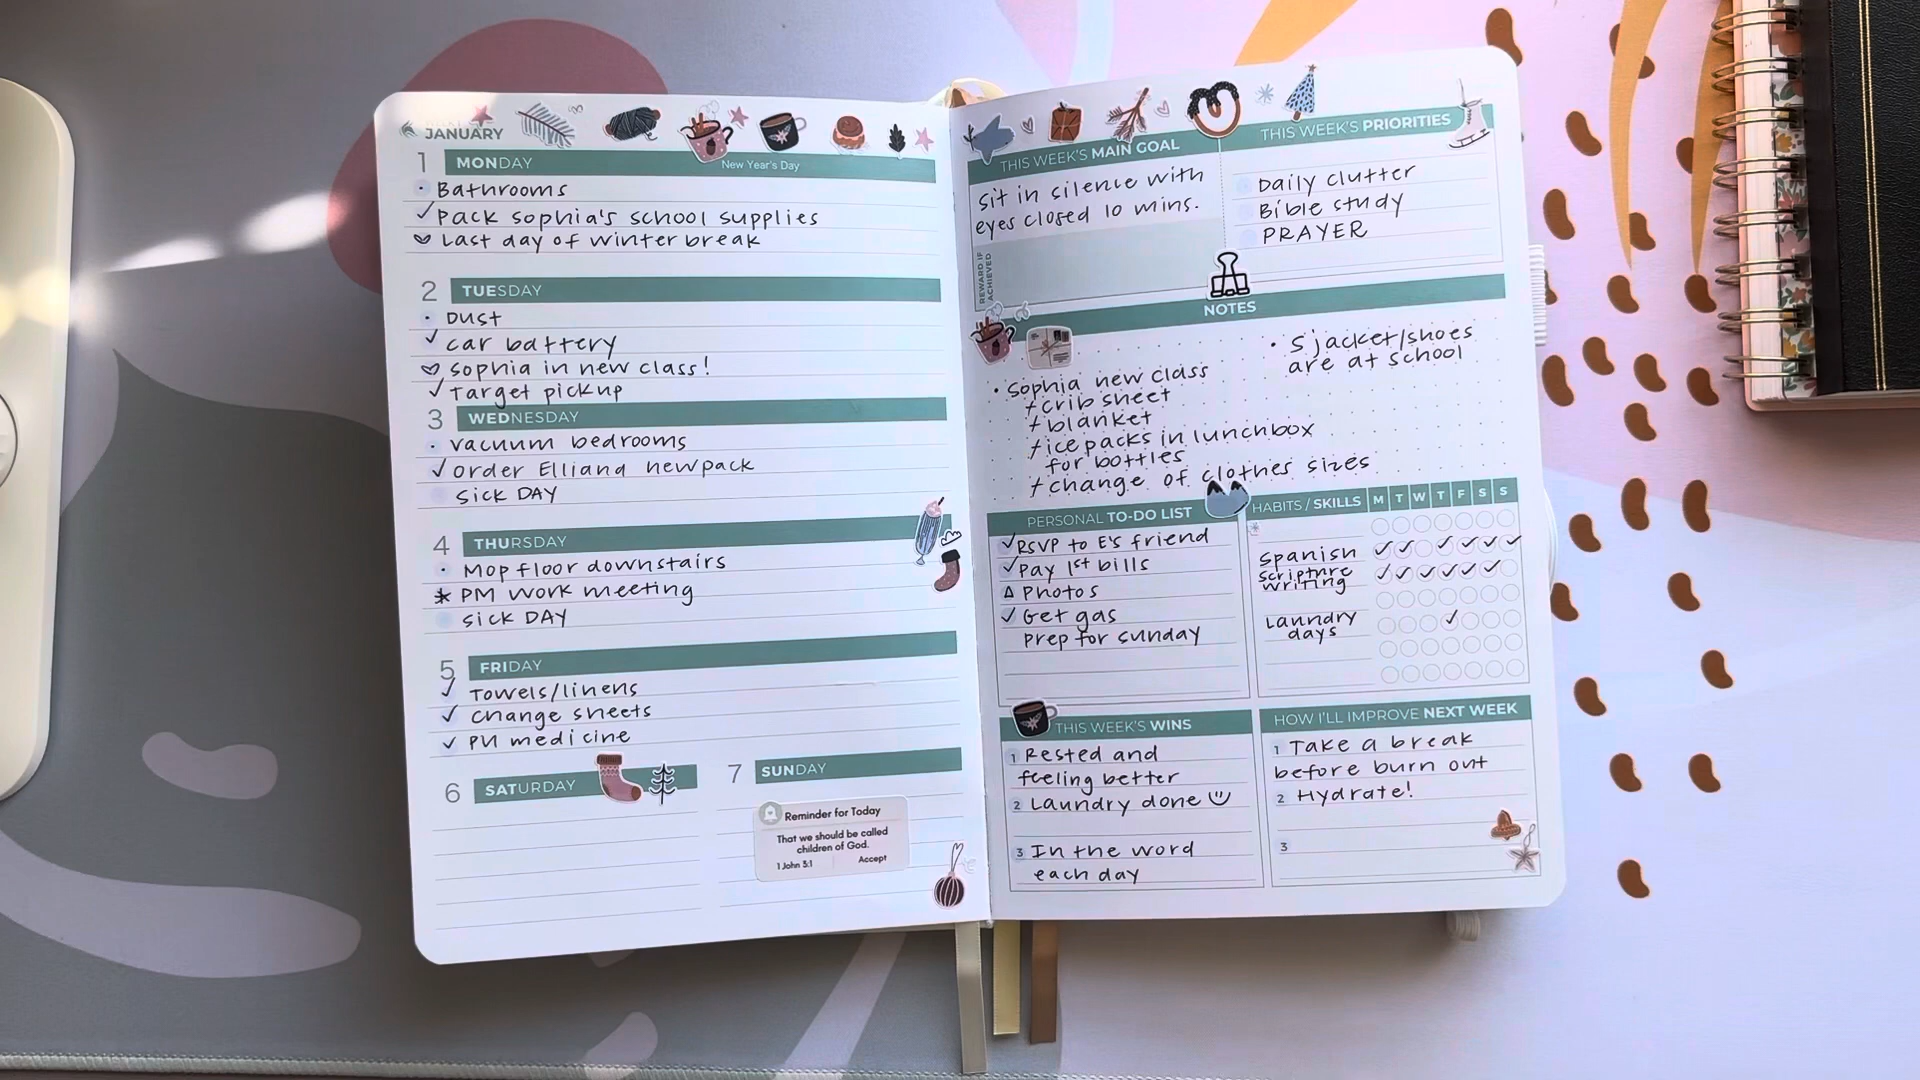 JANUARY
1 MONDAY New Year's Day
· Bathrooms
✓ Pack sophia's school supplies
♡ Last day of winter break
2 TUESDAY
· Dust
✓ car battery
♡ sophia in new class!
✓ Target pickup
3 WEDNESDAY
· vacuum bedrooms
✓ order Elliana new pack
sick DAY
4 THURSDAY
· Mop floor downstairs
* PM work meeting
sick DAY
5 FRIDAY
✓ Towels/linens
✓ change sheets
✓ PU medicine
6 SATURDAY
7 SUNDAY
Reminder for Today
That we should be called
children of God.
1 John 3:1 Accept
THIS WEEK'S MAIN GOAL
sit in silence with
eyes closed 10 mins.
REWARD IF
ACHIEVED
THIS WEEK'S PRIORITIES
Daily clutter
Bible study
PRAYER
NOTES
· S jacket/shoes
are at school
· Sophia new class
+ crib sheet
+ blanket
+ ice packs in lunchbox
for bottles
+ change of clothes sizes
PERSONAL TO-DO LIST
✓ RSVP to E's friend
✓ Pay 1st bills
Δ Photos
✓ Get gas
Prep for sunday
HABITS / SKILLS M T W T F S S
Spanish ✓ ✓ ✓ ✓ ✓ ✓
scripture ✓ ✓ ✓ ✓ ✓ ✓
writing
Laundry ✓
days
THIS WEEK'S WINS
1 Rested and
feeling better
2 Laundry done
3 In the word
each day
HOW I'LL IMPROVE NEXT WEEK
1 Take a break
before burn out
2 Hydrate!
3